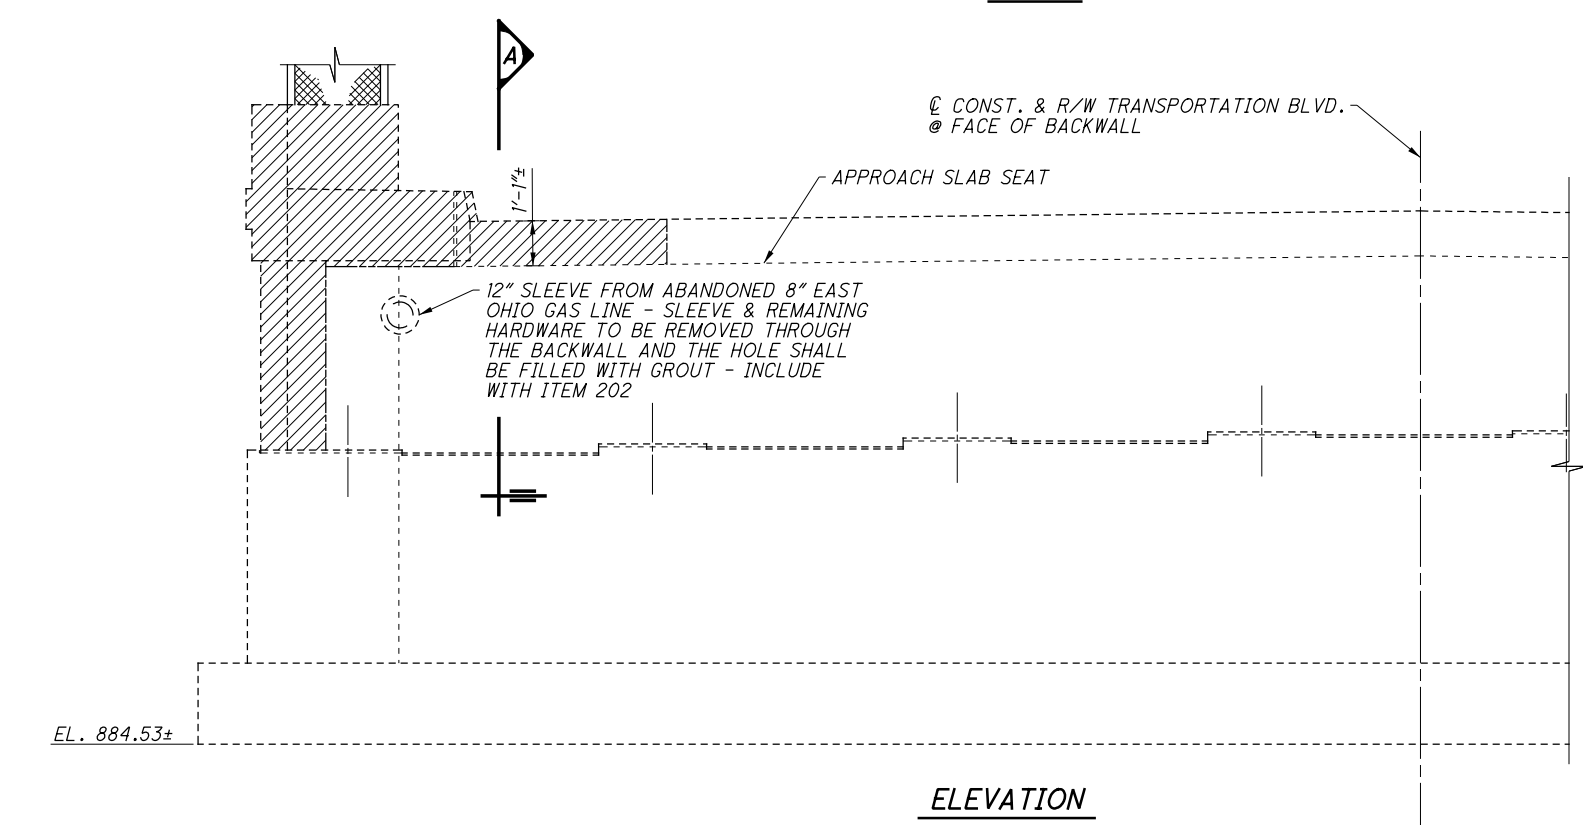 A
℄ CONST. & R/W TRANSPORTATION BLVD.
@ FACE OF BACKWALL
1'-1"±
APPROACH SLAB SEAT
12" SLEEVE FROM ABANDONED 8" EAST
OHIO GAS LINE - SLEEVE & REMAINING
HARDWARE TO BE REMOVED THROUGH
THE BACKWALL AND THE HOLE SHALL
BE FILLED WITH GROUT - INCLUDE
WITH ITEM 202
EL. 884.53±
ELEVATION